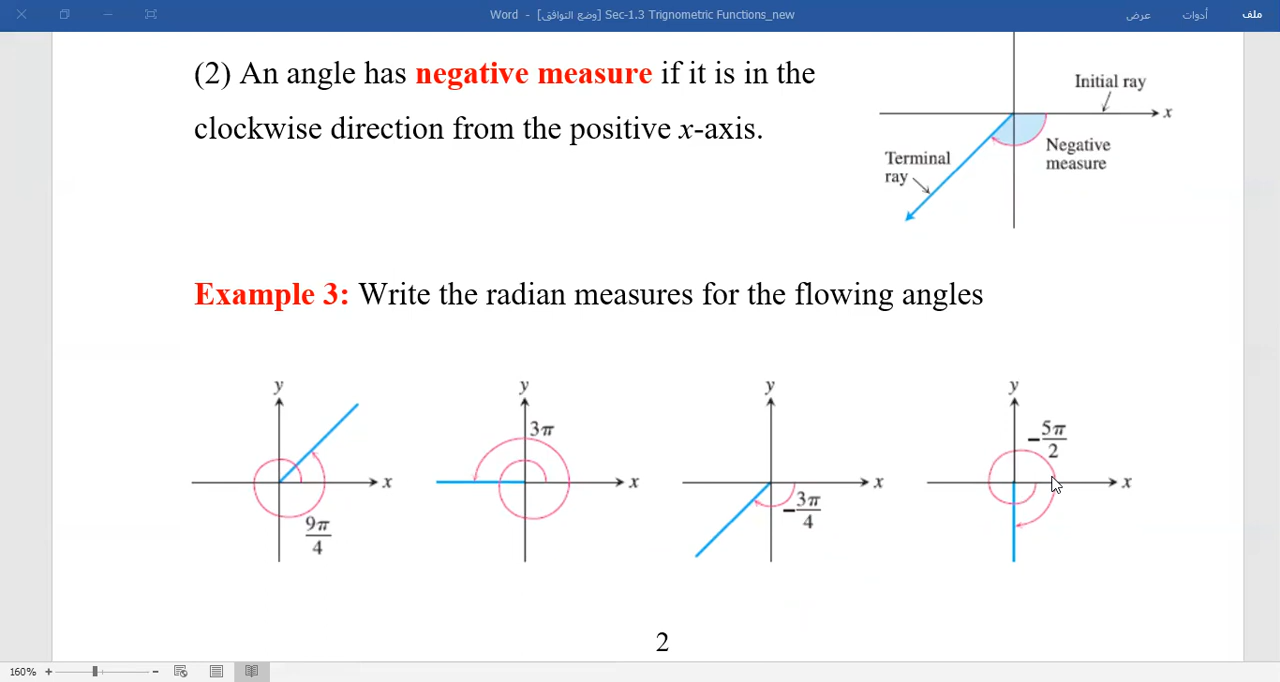 Word - [وضع التوافق] Sec-1.3 Trignometric Functions_new
عرض
أدوات
ملف
(2) An angle has negative measure if it is in the
clockwise direction from the positive x-axis.
Initial ray
x
Negative
measure
Terminal
ray
Example 3: Write the radian measures for the flowing angles
y
x
9π
4
y
3π
x
y
x
-3π
4
y
-5π
2
x
2
160%